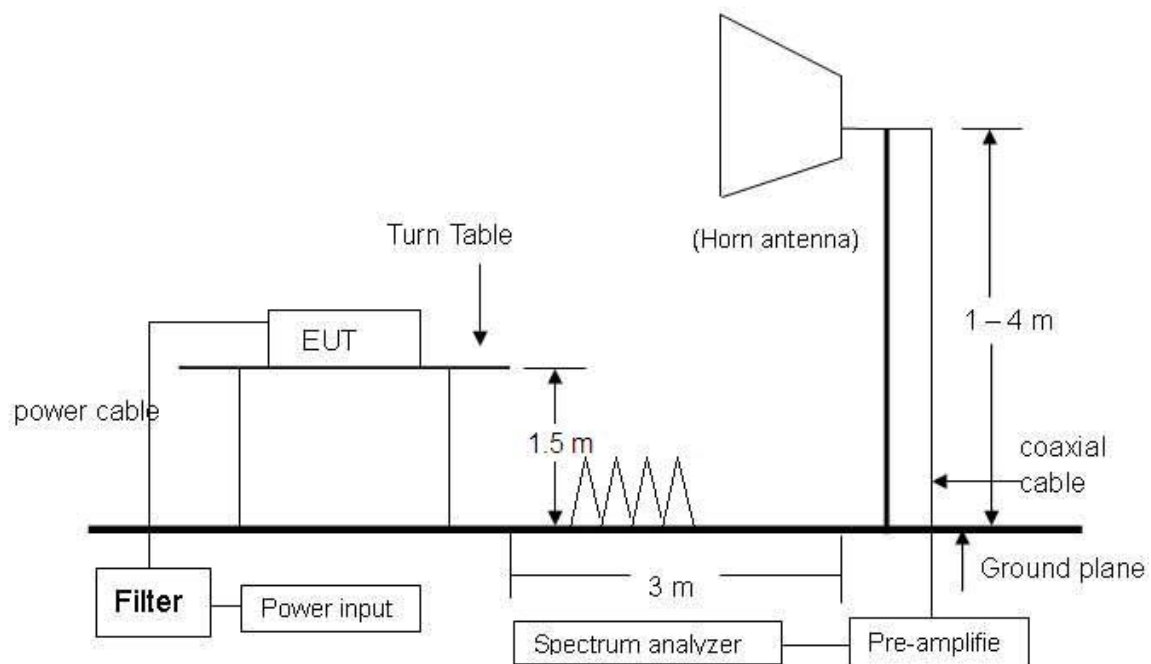 (Horn antenna)
Turn Table
1 – 4 m
EUT
power cable
1.5 m
coaxial
cable
Ground plane
3 m
Filter
Power input
Spectrum analyzer
Pre-amplifie